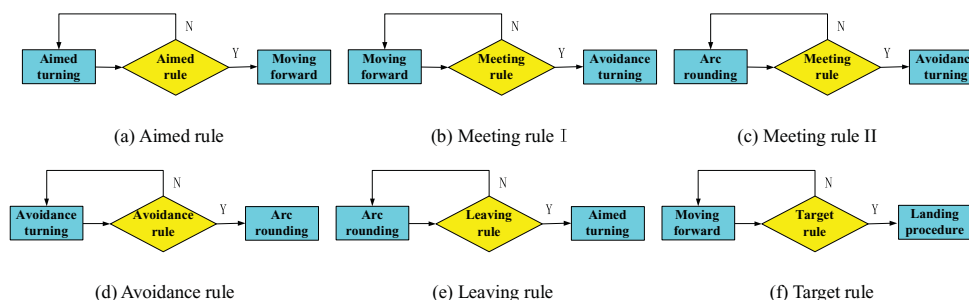 N
N
N
Aimed
turning
Aimed
rule
Y
Moving
forward
Moving
forward
Meeting
rule
Y
Avoidance
turning
Arc
rounding
Meeting
rule
Y
Avoidance
turning
(a) Aimed rule
(b) Meeting rule Ⅰ
(c) Meeting rule II
N
N
N
Avoidance
turning
Avoidance
rule
Y
Arc
rounding
Arc
rounding
Leaving
rule
Y
Aimed
turning
Moving
forward
Target
rule
Y
Landing
procedure
(d) Avoidance rule
(e) Leaving rule
(f) Target rule